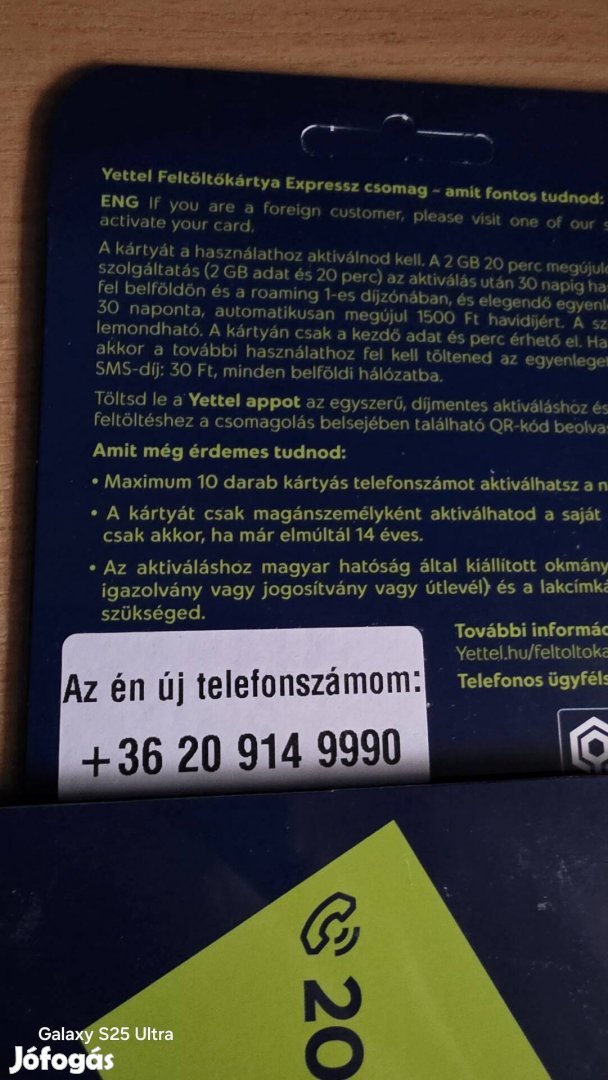 Yettel Feltöltőkártya Expressz csomag – amit fontos tudnod:
ENG If you are a foreign customer, please visit one of our
activate your card.
A kártyát a használathoz aktiválnod kell. A 2 GB 20 perc
szolgáltatás (2 GB adat és 20 perc) az aktiválás után 30 napig
fel belföldön és a roaming 1-es díjzónában, és elegendő
30 naponta, automatikusan megújul 1500 Ft havidíjért. A
lemondható. A kártyán csak a kezdő adat és perc érhető el. Ha
akkor a további használathoz fel kell töltened az
SMS-díj: 30 Ft, minden belföldi hálózatba.
Töltsd le a Yettel appot az egyszerű, díjmentes aktiváláshoz
feltöltéshez a csomagolás belsejében található QR-kód
Amit még érdemes tudnod:
• Maximum 10 darab kártyás telefonszámot aktiválhatsz a
• A kártyát csak magánszemélyként aktiválhatod a saját
csak akkor, ha már elmúltál 14 éves.
• Az aktiváláshoz magyar hatóság által kiállított
igazolvány vagy jogosítvány vagy útlevél) és a
szükséged.
További
Yettel.hu/feltoltoka
Telefonos
Az én új telefonszámom:
+36 20 914 9990
20
Galaxy S25 Ultra
Jófogás